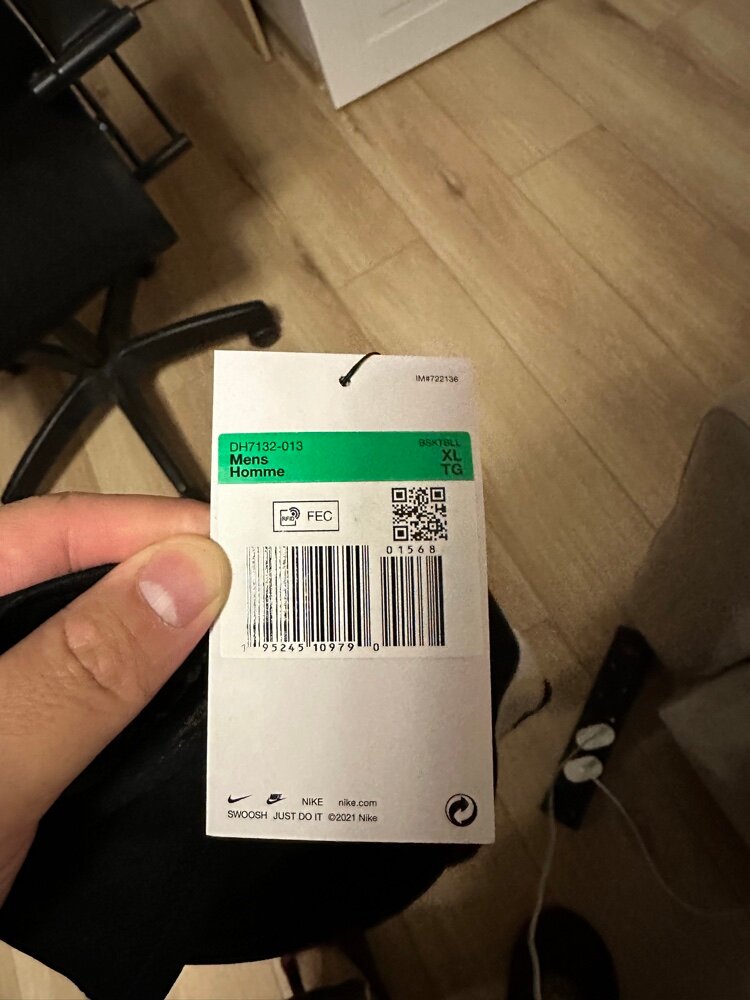 IM#722136
DH7132-013 BSKTBLL
Mens XL
Homme TG
RFID FEC
01568
1 95245 10979 0
NIKE nike.com
SWOOSH JUST DO IT ©2021 Nike